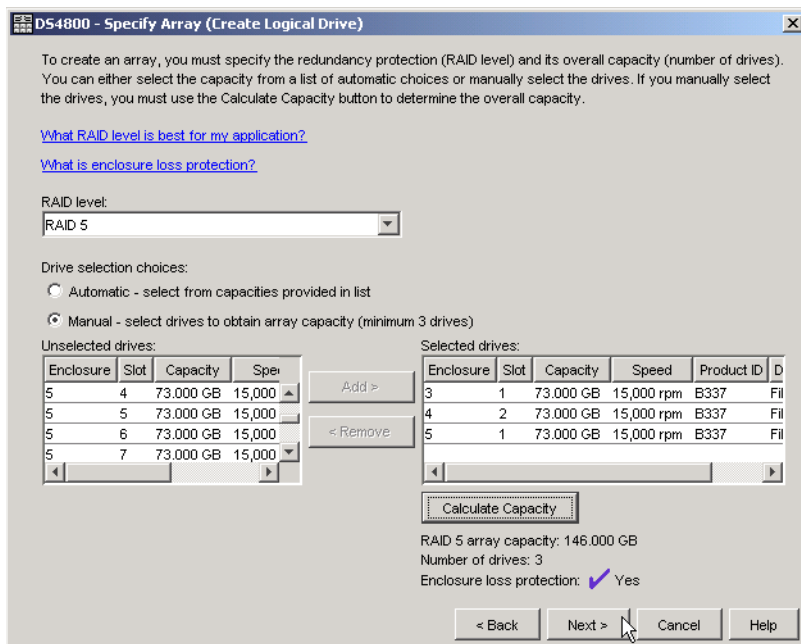 DS4800 - Specify Array (Create Logical Drive)
To create an array, you must specify the redundancy protection (RAID level) and its overall capacity (number of drives).
You can either select the capacity from a list of automatic choices or manually select the drives. If you manually select
the drives, you must use the Calculate Capacity button to determine the overall capacity.
What RAID level is best for my application?
What is enclosure loss protection?
RAID level:
RAID 5
Drive selection choices:
Automatic - select from capacities provided in list
Manual - select drives to obtain array capacity (minimum 3 drives)
Unselected drives:
Enclosure Slot Capacity Spe
5 4 73.000 GB 15,000
5 5 73.000 GB 15,000
5 6 73.000 GB 15,000
5 7 73.000 GB 15,000
Add >
< Remove
Selected drives:
Enclosure Slot Capacity Speed Product ID D
3 1 73.000 GB 15,000 rpm B337 Fi
4 2 73.000 GB 15,000 rpm B337 Fi
5 1 73.000 GB 15,000 rpm B337 Fi
Calculate Capacity
RAID 5 array capacity: 146.000 GB
Number of drives: 3
Enclosure loss protection: Yes
< Back Next > Cancel Help